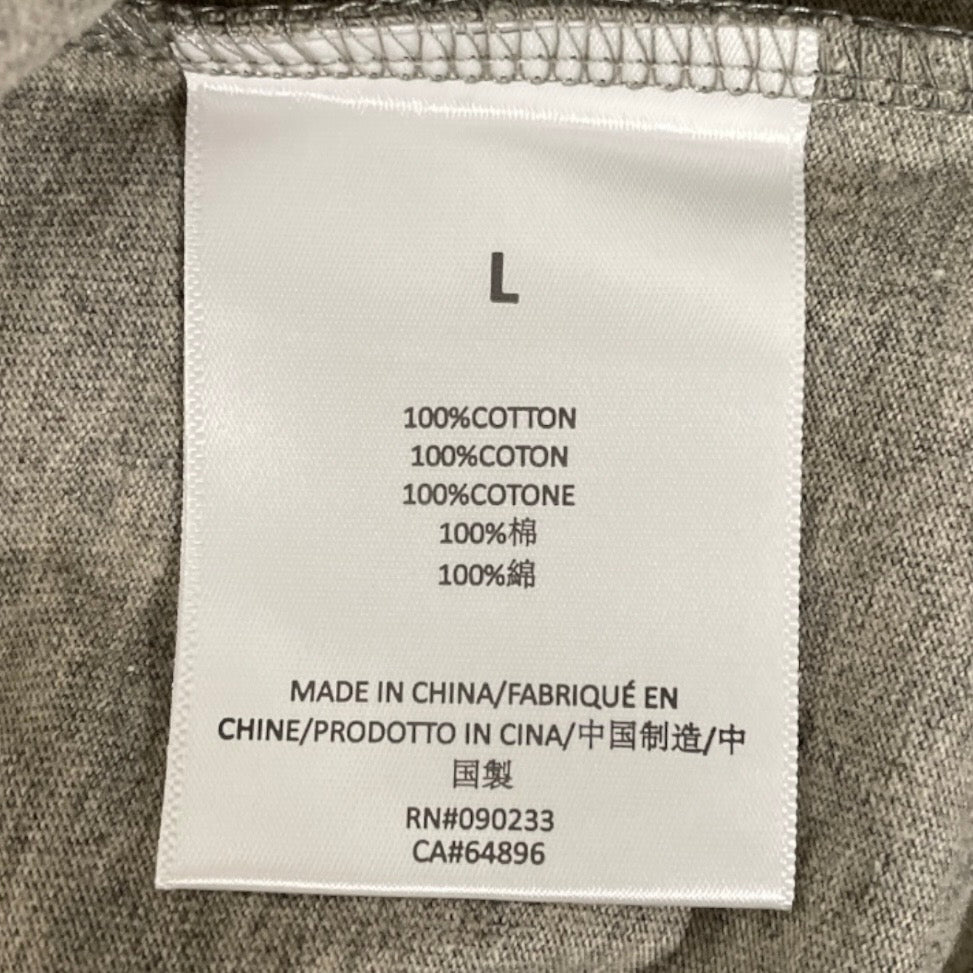 L
100%COTTON
100%COTON
100%COTONE
100%棉
100%綿
MADE IN CHINA/FABRIQUÉ EN
CHINE/PRODOTTO IN CINA/中国制造/中
国製
RN#090233
CA#64896